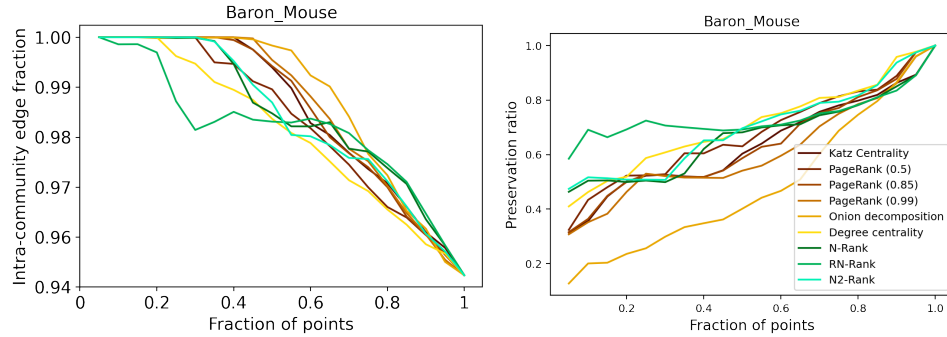 Baron_Mouse
Intra-community edge fraction
1.00
0.99
0.98
0.97
0.96
0.94
0
0.2
0.4
0.6
0.8
1
Fraction of points
Baron_Mouse
Preservation ratio
1.0
0.8
0.6
0.4
0.2
0.2
0.4
0.6
0.8
1.0
Fraction of points
Katz Centrality
PageRank (0.5)
PageRank (0.85)
PageRank (0.99)
Onion decomposition
Degree centrality
N-Rank
RN-Rank
N2-Rank